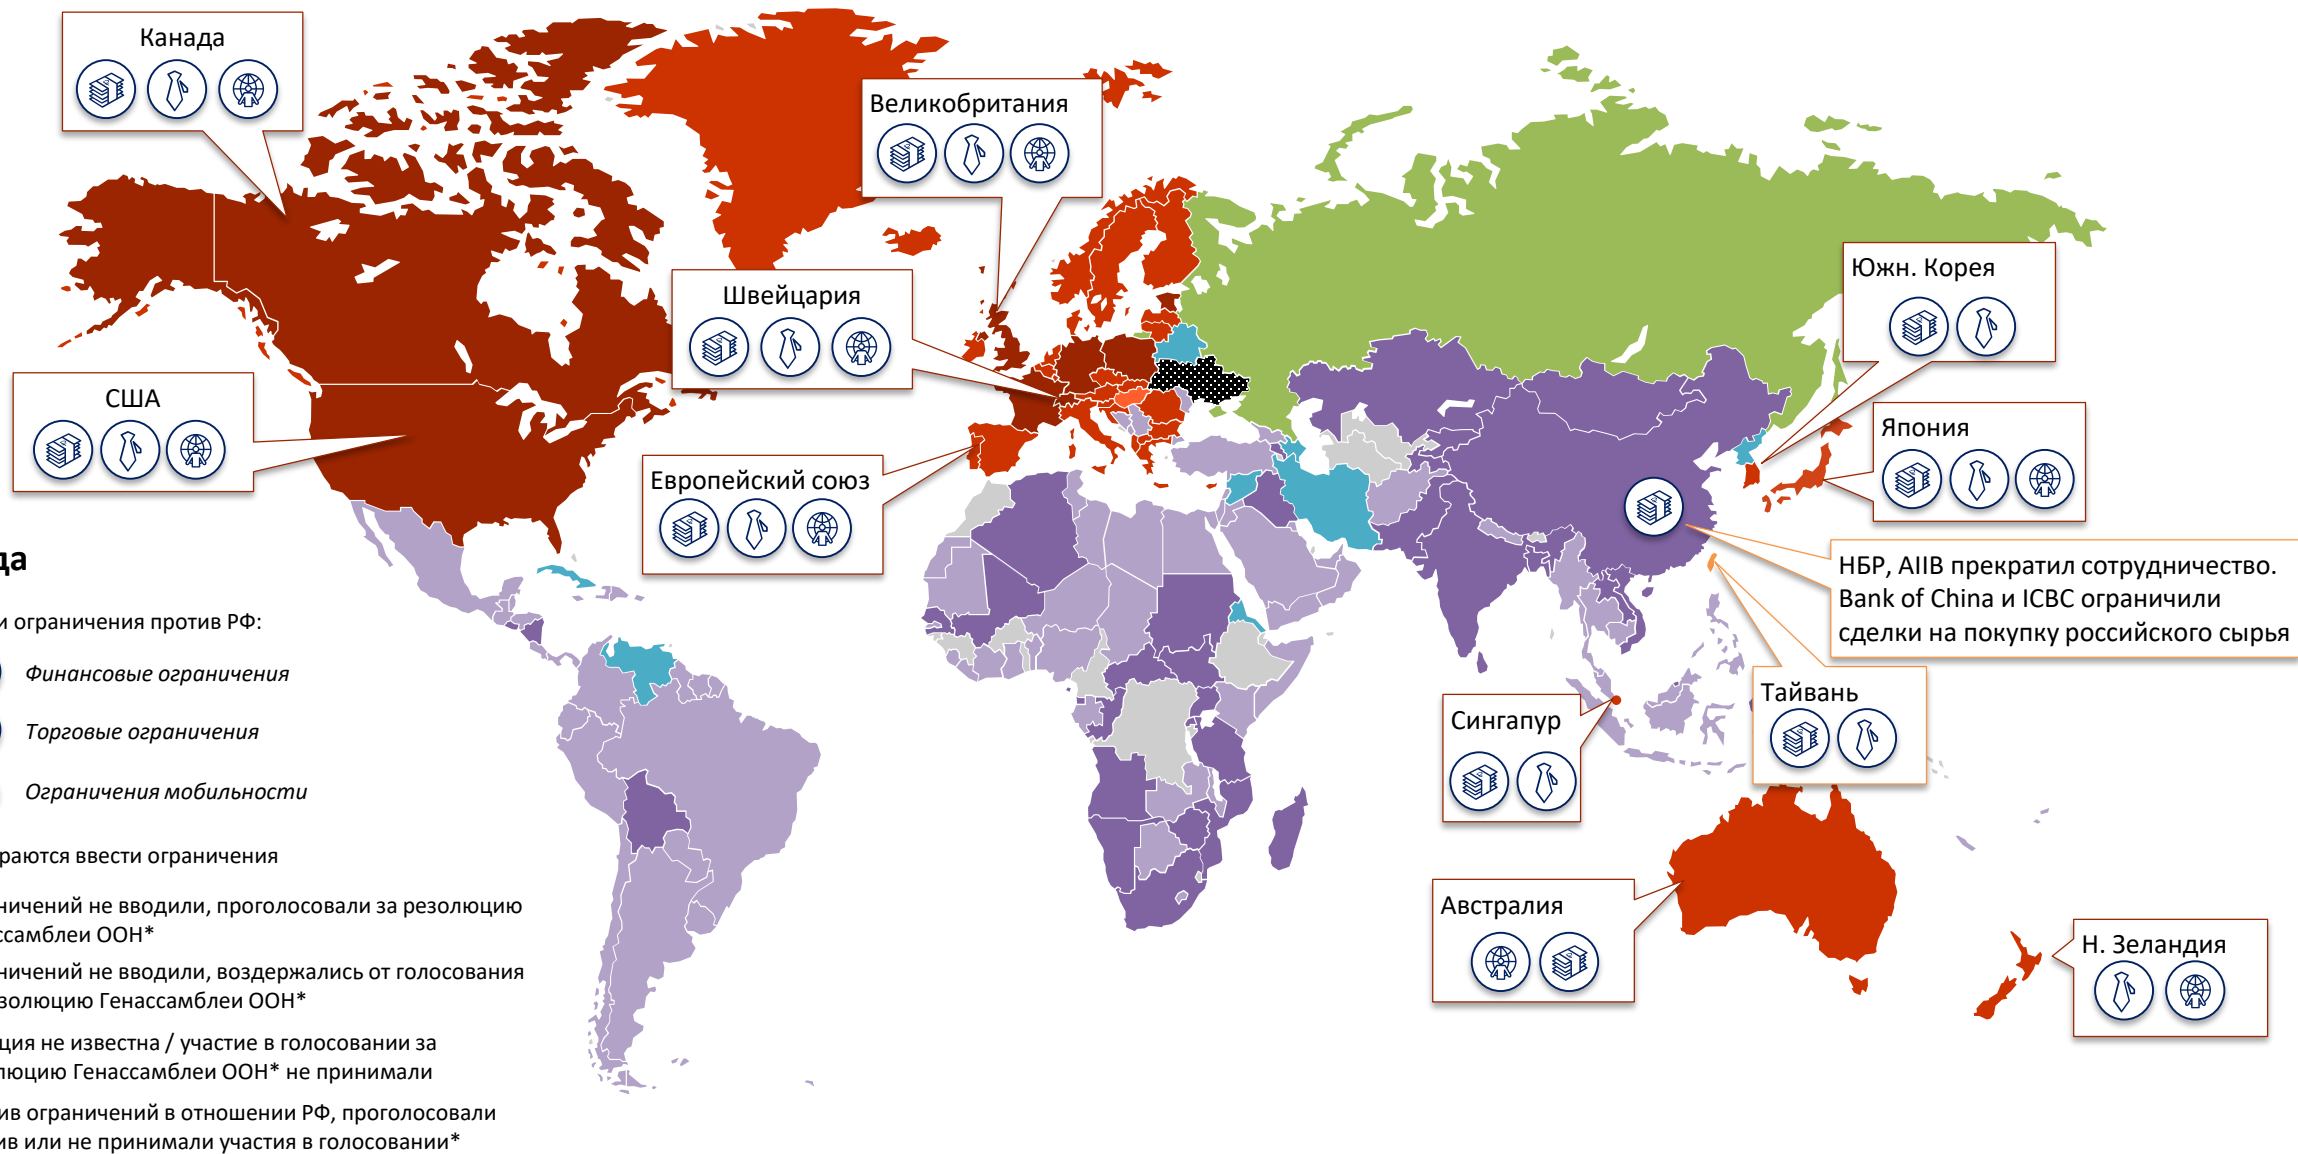 Канада
Великобритания
Южн. Корея
Швейцария
США
Япония
Европейский союз
НБР, AIIB прекратил сотрудничество.
Bank of China и ICBC ограничили
сделки на покупку российского сырья
Тайвань
Сингапур
Австралия
Н. Зеландия
да
и ограничения против РФ:
Финансовые ограничения
Торговые ограничения
Ограничения мобильности
раются ввести ограничения
ничений не вводили, проголосовали за резолюцию
ссамблеи ООН*
ничений не вводили, воздержались от голосования
золюцию Генассамблеи ООН*
ция не известна / участие в голосовании за
люцию Генассамблеи ООН* не принимали
ив ограничений в отношении РФ, проголосовали
ив или не принимали участия в голосовании*